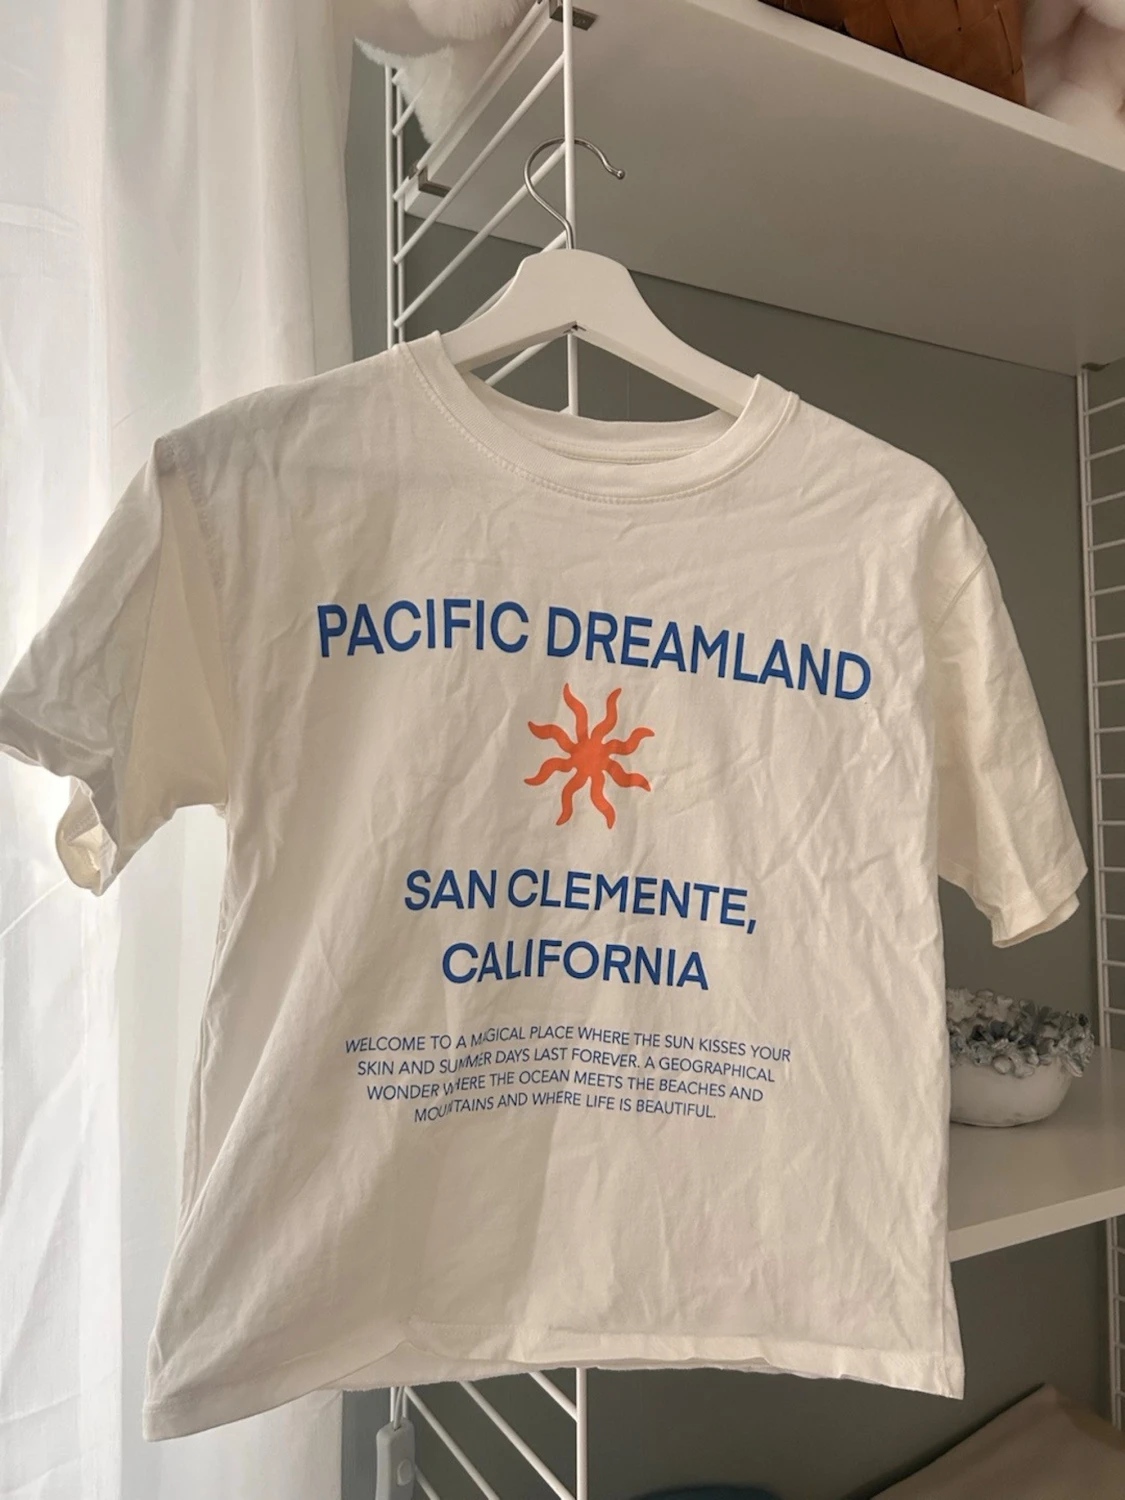 PACIFIC DREAMLAND
SAN CLEMENTE,
CALIFORNIA
WELCOME TO A MAGICAL PLACE WHERE THE SUN KISSES YOUR
SKIN AND SUMMER DAYS LAST FOREVER. A GEOGRAPHICAL
WONDER WHERE THE OCEAN MEETS THE BEACHES AND
MOUNTAINS AND WHERE LIFE IS BEAUTIFUL.